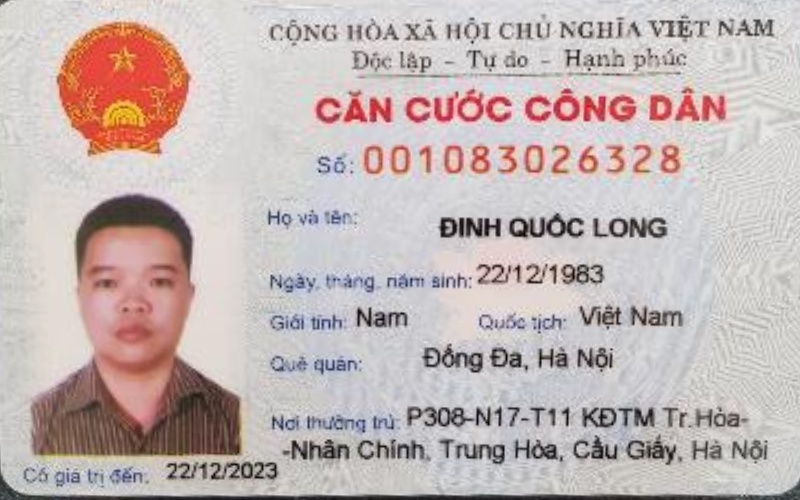 CỘNG HÒA XÃ HỘI CHỦ NGHĨA VIỆT NAM
Độc lập - Tự do - Hạnh phúc
CĂN CƯỚC CÔNG DÂN
Số: 001083026328
Họ và tên: ĐINH QUỐC LONG
Ngày, tháng, năm sinh: 22/12/1983
Giới tính: Nam Quốc tịch: Việt Nam
Quê quán: Đống Đa, Hà Nội
Nơi thường trú: P308-N17-T11 KĐTM Tr.Hòa-
-Nhân Chính, Trung Hòa, Cầu Giấy, Hà Nội
Có giá trị đến: 22/12/2023